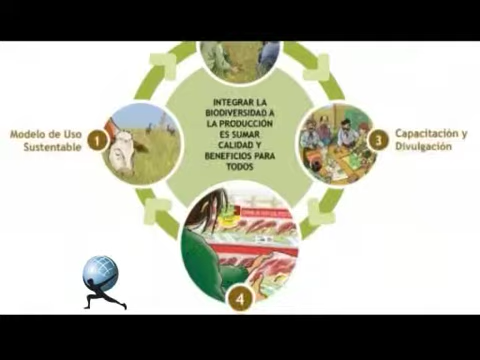 INTEGRAR LA
BIODIVERSIDAD A
LA PRODUCCIÓN
ES SUMAR
CALIDAD Y
BENEFICIOS PARA
TODOS
Modelo de Uso
Sustentable
1
3
Capacitación y
Divulgación
4